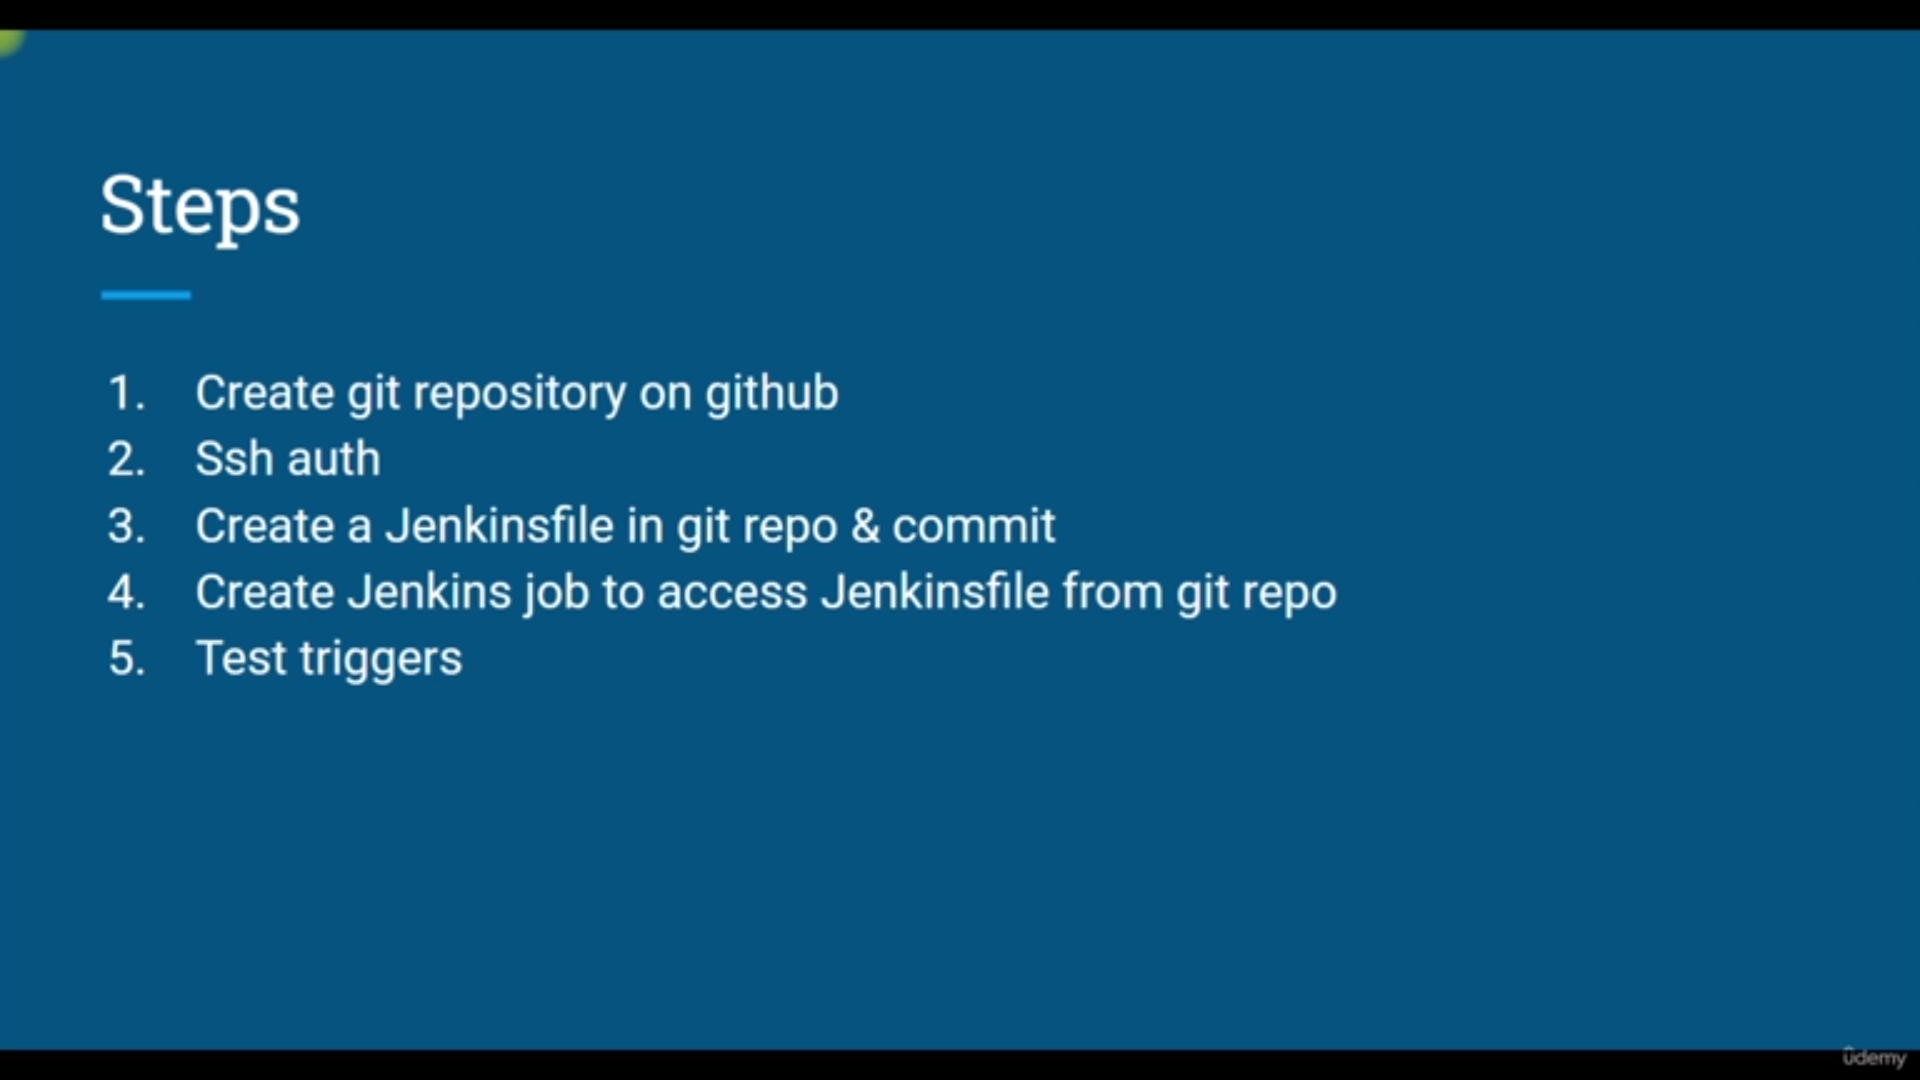 Steps
1. Create git repository on github
2. Ssh auth
3. Create a Jenkinsfile in git repo & commit
4. Create Jenkins job to access Jenkinsfile from git repo
5. Test triggers
ûdemy